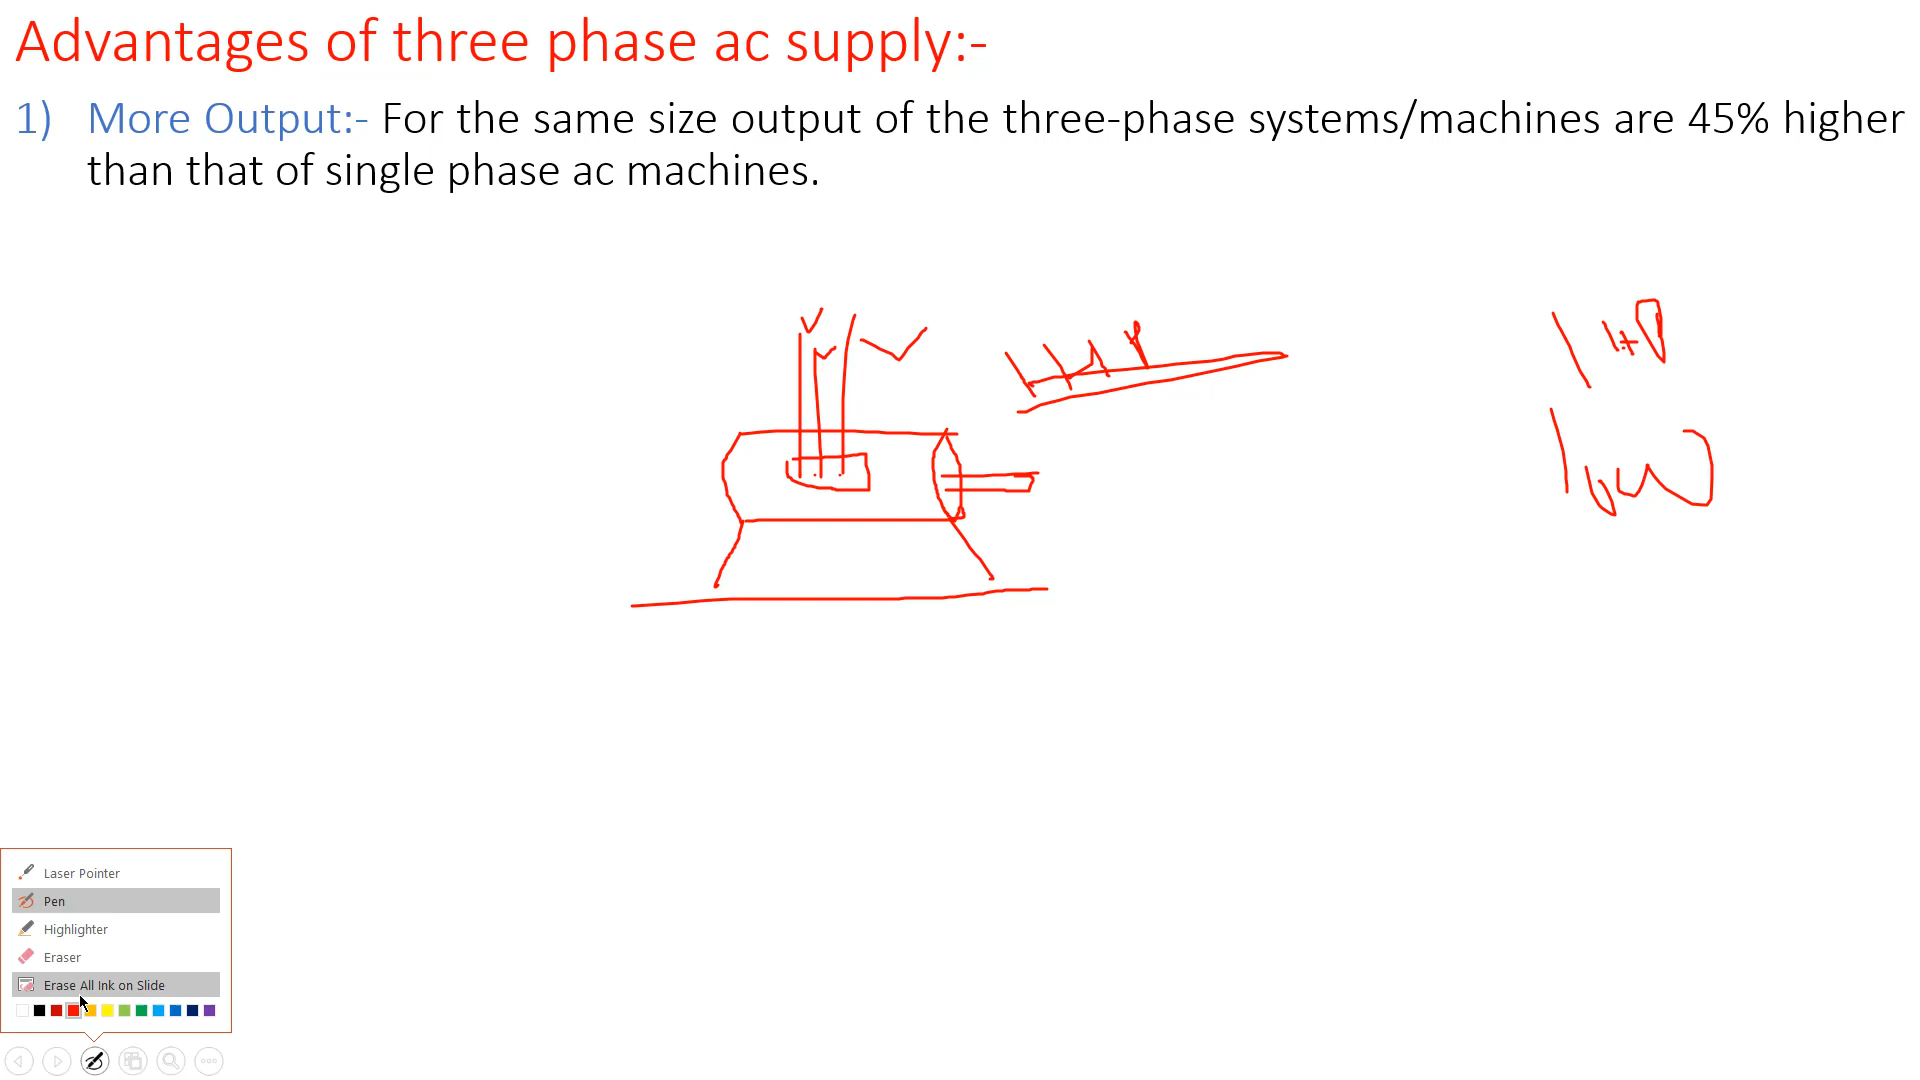 Advantages of three phase ac supply:-
1) More Output:- For the same size output of the three-phase systems/machines are 45% higher
than that of single phase ac machines.
1 HP
Laser Pointer
Pen
Highlighter
Eraser
Erase All Ink on Slide